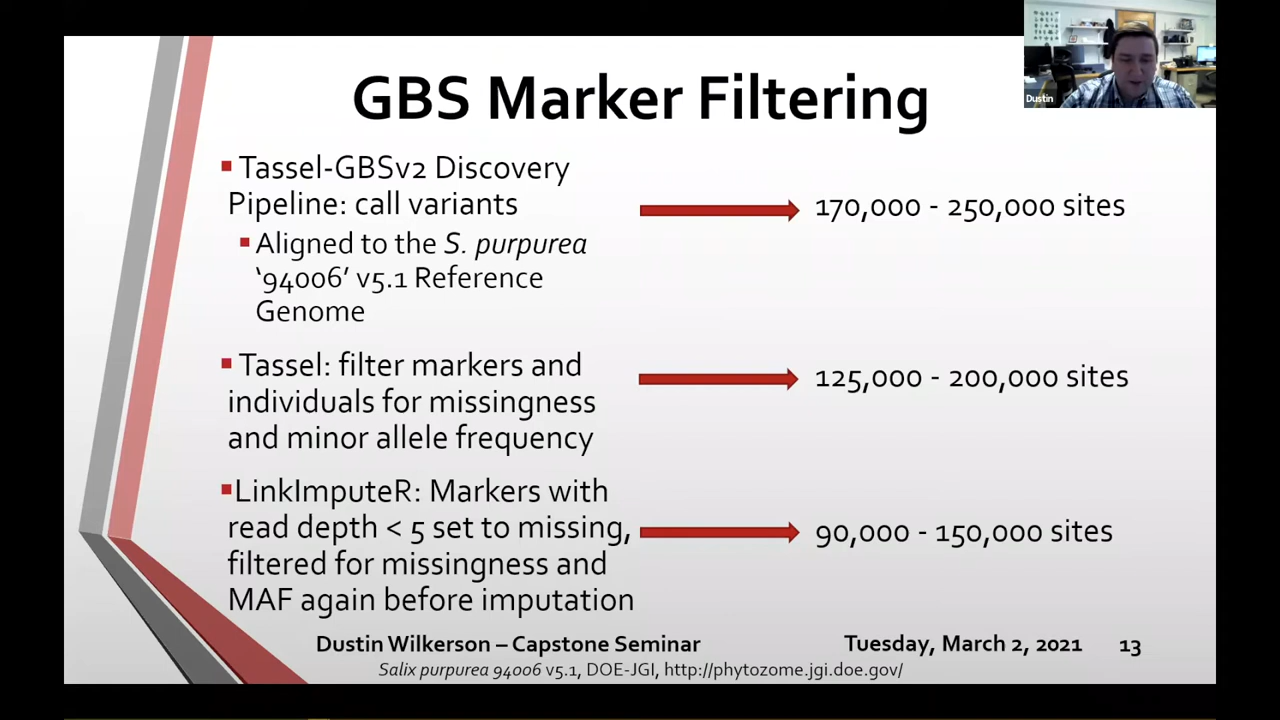 GBS Marker Filtering
Dustin
▪Tassel-GBSv2 Discovery
Pipeline: call variants
170,000 - 250,000 sites
▪Aligned to the S. purpurea
‘94006’ v5.1 Reference
Genome
▪Tassel: filter markers and
individuals for missingness
and minor allele frequency
125,000 - 200,000 sites
▪LinkImputeR: Markers with
read depth < 5 set to missing,
filtered for missingness and
MAF again before imputation
90,000 - 150,000 sites
Dustin Wilkerson – Capstone Seminar
Tuesday, March 2, 2021
13
Salix purpurea 94006 v5.1, DOE-JGI, http://phytozome.jgi.doe.gov/